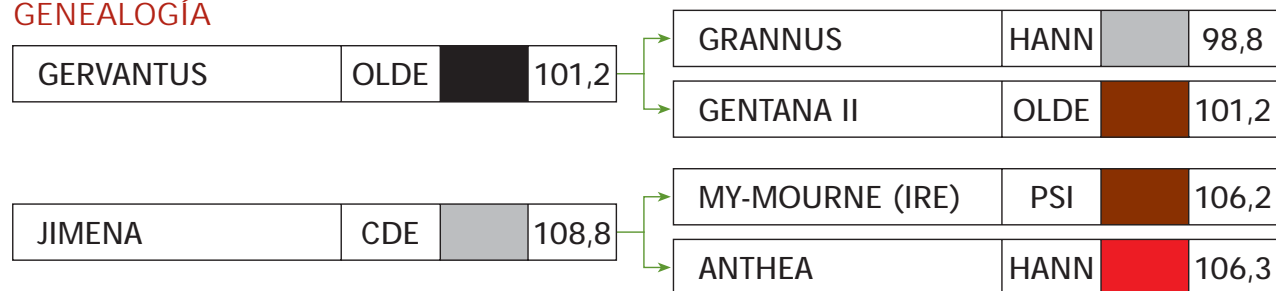 GENEALOGÍA
GERVANTUS OLDE 101,2
GRANNUS HANN 98,8
GENTANA II OLDE 101,2
JIMENA CDE 108,8
MY-MOURNE (IRE) PSI 106,2
ANTHEA HANN 106,3